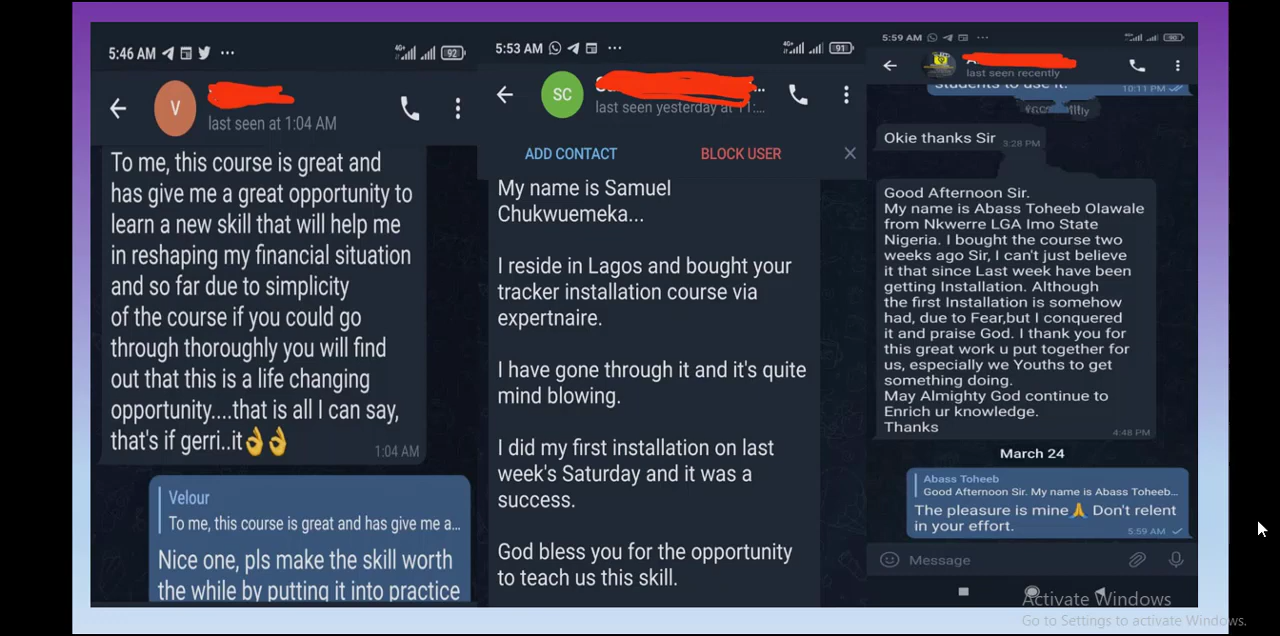 5:46 AM
92
V
last seen at 1:04 AM
To me, this course is great and
has give me a great opportunity to
learn a new skill that will help me
in reshaping my financial situation
and so far due to simplicity
of the course if you could go
through thoroughly you will find
out that this is a life changing
opportunity....that is all I can say,
that's if gerri..it👌👌
1:04 AM
Velour
To me, this course is great and has give me a...
Nice one, pls make the skill worth
the while by putting it into practice
5:53 AM
91
SC
last seen yesterday at 11:...
ADD CONTACT
BLOCK USER
My name is Samuel
Chukwuemeka...
I reside in Lagos and bought your
tracker installation course via
expertnaire.
I have gone through it and it's quite
mind blowing.
I did my first installation on last
week's Saturday and it was a
success.
God bless you for the opportunity
to teach us this skill.
5:59 AM
last seen recently
students to use it.
10:11 PM
Okie thanks Sir
3:28 PM
Good Afternoon Sir.
My name is Abass Toheeb Olawale
from Nkwerre LGA Imo State
Nigeria. I bought the course two
weeks ago Sir, I can't just believe
it that since Last week have been
getting Installation. Although
the first Installation is somehow
had, due to Fear,but I conquered
it and praise God. I thank you for
this great work u put together for
us, especially we Youths to get
something doing.
May Almighty God continue to
Enrich ur knowledge.
Thanks
4:48 PM
March 24
Abass Toheeb
Good Afternoon Sir. My name is Abass Toheeb...
The pleasure is mine🙏 Don't relent
in your effort.
5:59 AM
Message
Activate Windows
Go to Settings to activate Windows.